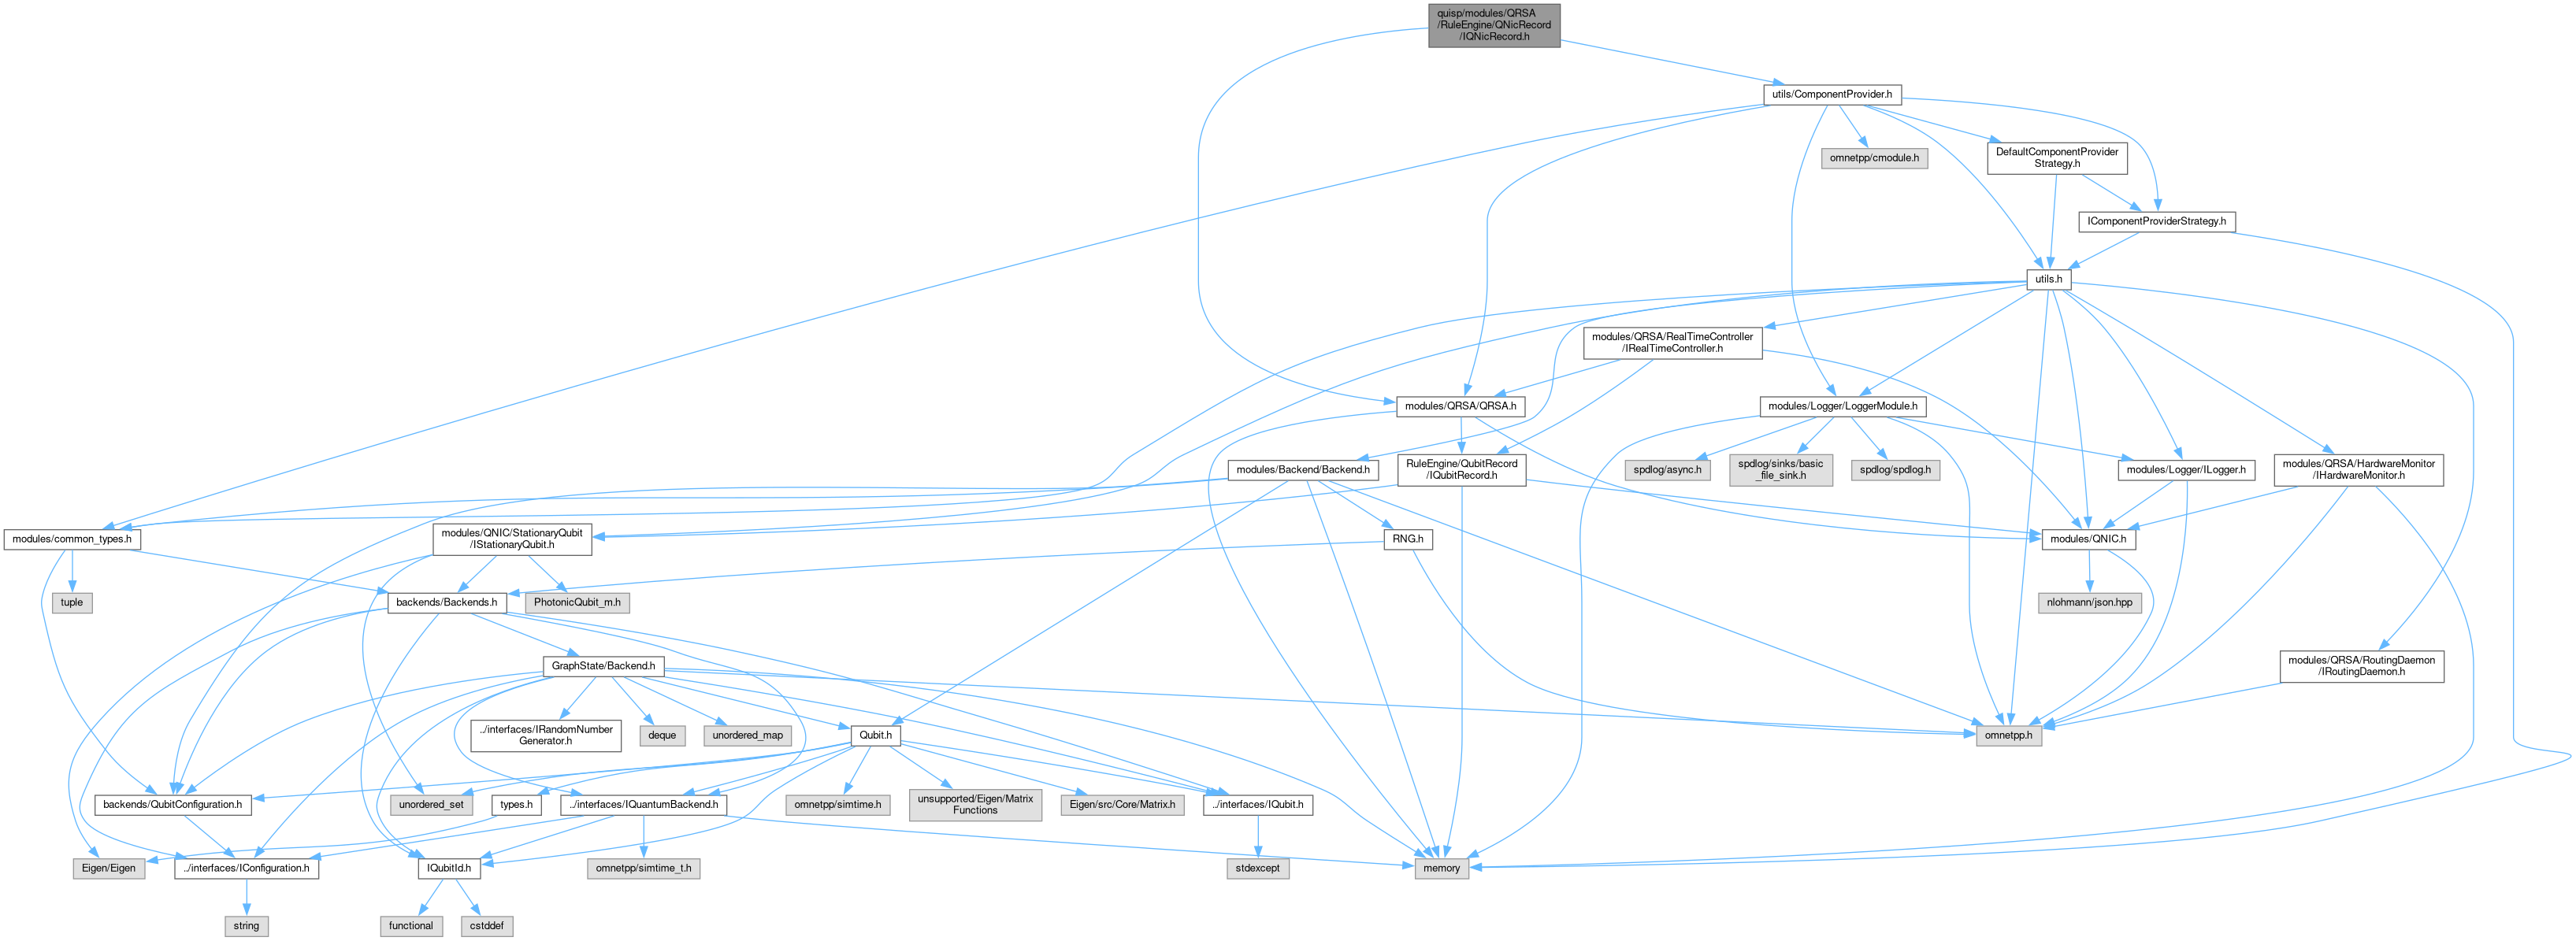 quisp/modules/QRSA
/RuleEngine/QNicRecord
/IQNicRecord.h
utils/ComponentProvider.h
omnetpp/cmodule.h
DefaultComponentProvider
Strategy.h
IComponentProviderStrategy.h
utils.h
modules/QRSA/RealTimeController
/IRealTimeController.h
modules/QRSA/QRSA.h
modules/Logger/LoggerModule.h
modules/Backend/Backend.h
RuleEngine/QubitRecord
/IQubitRecord.h
spdlog/async.h
spdlog/sinks/basic
_file_sink.h
spdlog/spdlog.h
modules/Logger/ILogger.h
modules/QRSA/HardwareMonitor
/IHardwareMonitor.h
modules/common_types.h
modules/QNIC/StationaryQubit
/IStationaryQubit.h
RNG.h
modules/QNIC.h
tuple
backends/Backends.h
PhotonicQubit_m.h
nlohmann/json.hpp
GraphState/Backend.h
modules/QRSA/RoutingDaemon
/IRoutingDaemon.h
../interfaces/IRandomNumber
Generator.h
deque
unordered_map
Qubit.h
omnetpp.h
backends/QubitConfiguration.h
unordered_set
types.h
../interfaces/IQuantumBackend.h
omnetpp/simtime.h
unsupported/Eigen/Matrix
Functions
Eigen/src/Core/Matrix.h
../interfaces/IQubit.h
Eigen/Eigen
../interfaces/IConfiguration.h
IQubitId.h
omnetpp/simtime_t.h
stdexcept
memory
string
functional
cstddef